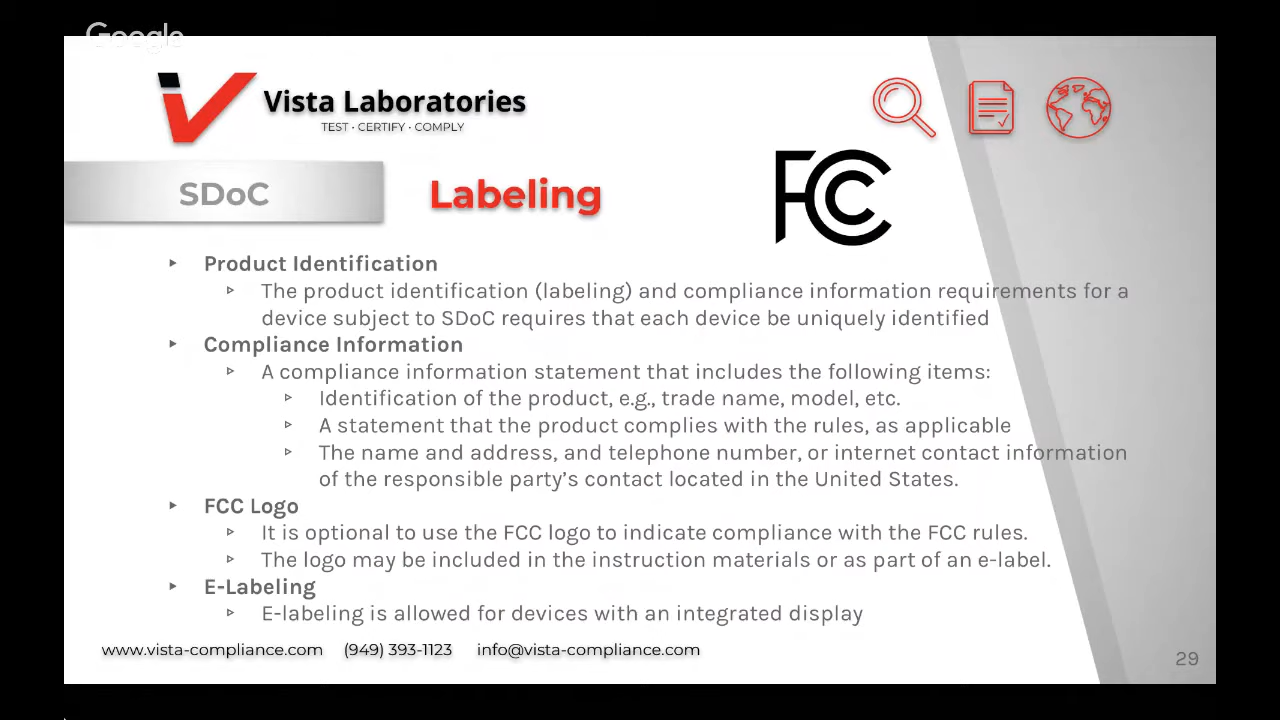 Google
Vista Laboratories
TEST · CERTIFY · COMPLY
FCC
SDoC
Labeling
Product Identification
The product identification (labeling) and compliance information requirements for a
device subject to SDoC requires that each device be uniquely identified
Compliance Information
A compliance information statement that includes the following items:
Identification of the product, e.g., trade name, model, etc.
A statement that the product complies with the rules, as applicable
The name and address, and telephone number, or internet contact information
of the responsible party’s contact located in the United States.
FCC Logo
It is optional to use the FCC logo to indicate compliance with the FCC rules.
The logo may be included in the instruction materials or as part of an e-label.
E-Labeling
E-labeling is allowed for devices with an integrated display
www.vista-compliance.com (949) 393-1123 info@vista-compliance.com
29